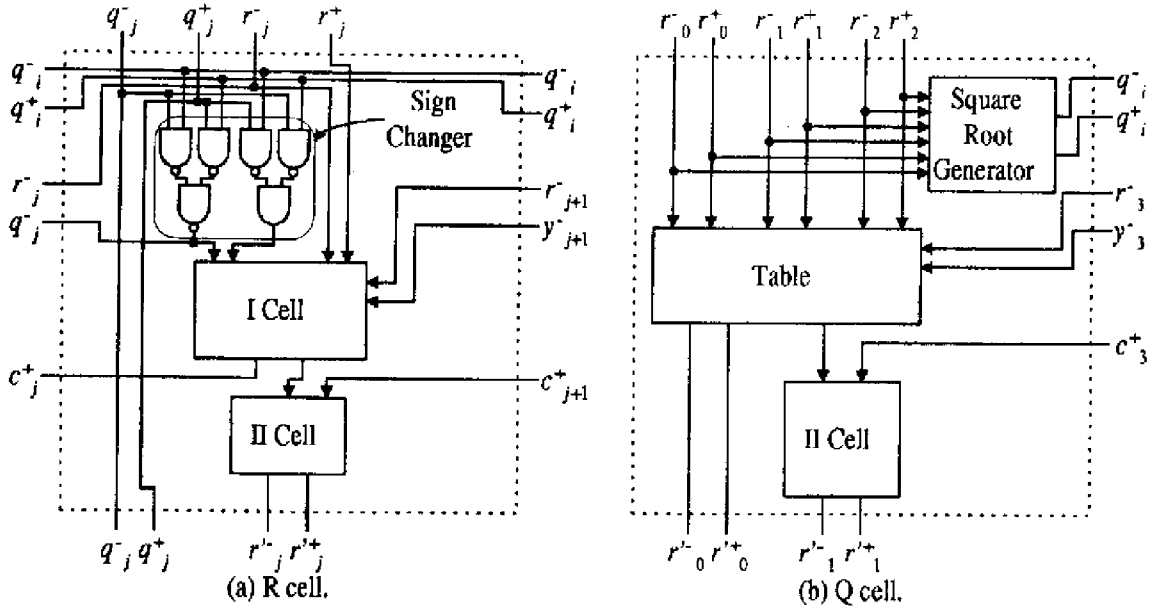 q⁻ⱼ q⁺ⱼ r⁻ⱼ r⁺ⱼ
q⁻ᵢ
q⁺ᵢ
r⁻ⱼ
q⁻ⱼ
c⁺ⱼ
Sign
Changer
I Cell
II Cell
q⁻ᵢ
q⁺ᵢ
r⁻ⱼ₊₁
y⁻ⱼ₊₁
c⁺ⱼ₊₁
q⁻ⱼ q⁺ⱼ r'⁻ⱼ r'⁺ⱼ
(a) R cell.
r⁻₀ r⁺₀ r⁻₁ r⁺₁ r⁻₂ r⁺₂
Square
Root
Generator
Table
II Cell
q⁻ᵢ
q⁺ᵢ
r⁻₃
y⁻₃
c⁺₃
r'⁻₀ r'⁺₀ r'⁻₁ r'⁺₁
(b) Q cell.